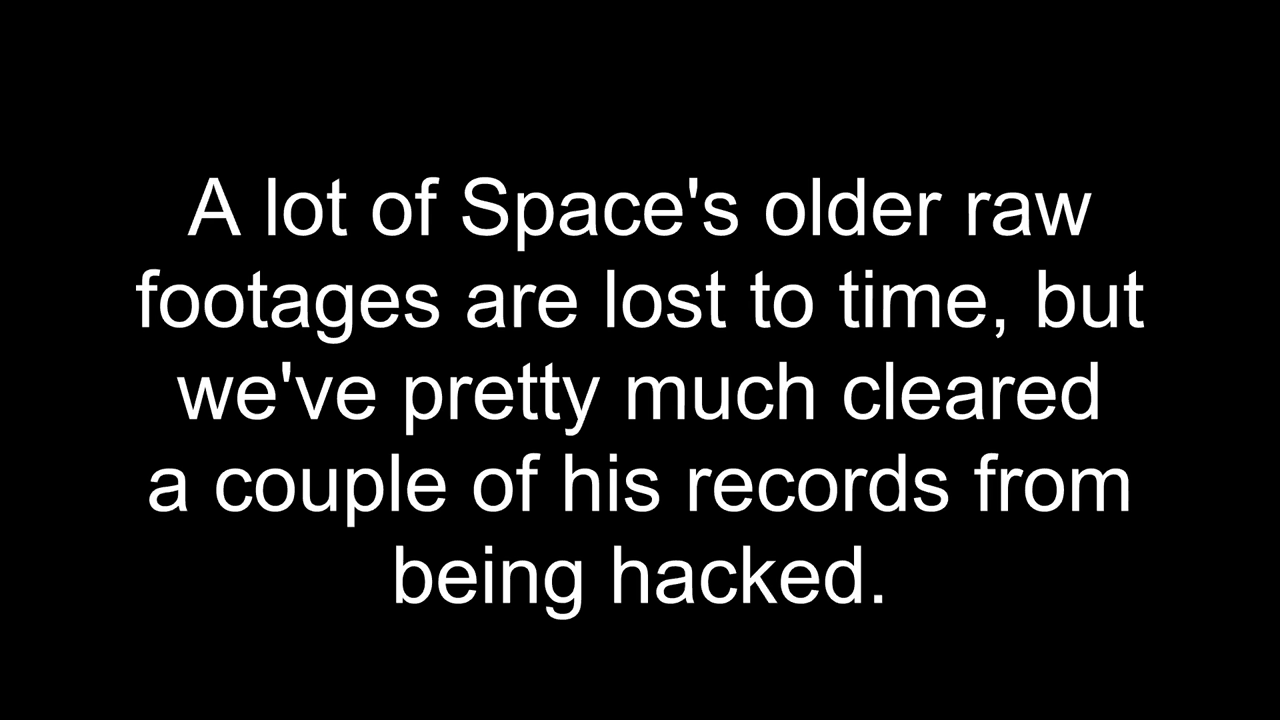 A lot of Space's older raw
footages are lost to time, but
we've pretty much cleared
a couple of his records from
being hacked.